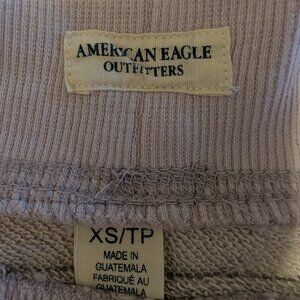 AMERICAN EAGLE
OUTFITTERS
XS/TP
MADE IN
GUATEMALA
FABRIQUÉ AU
GUATEMALA